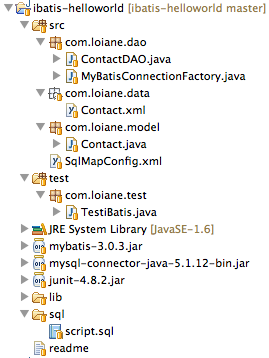 ibatis-helloworld [ibatis-helloworld master]
src
com.loiane.dao
ContactDAO.java
MyBatisConnectionFactory.java
com.loiane.data
Contact.xml
com.loiane.model
Contact.java
SqlMapConfig.xml
test
com.loiane.test
TestiBatis.java
JRE System Library [JavaSE-1.6]
mybatis-3.0.3.jar
mysql-connector-java-5.1.12-bin.jar
junit-4.8.2.jar
lib
sql
script.sql
readme